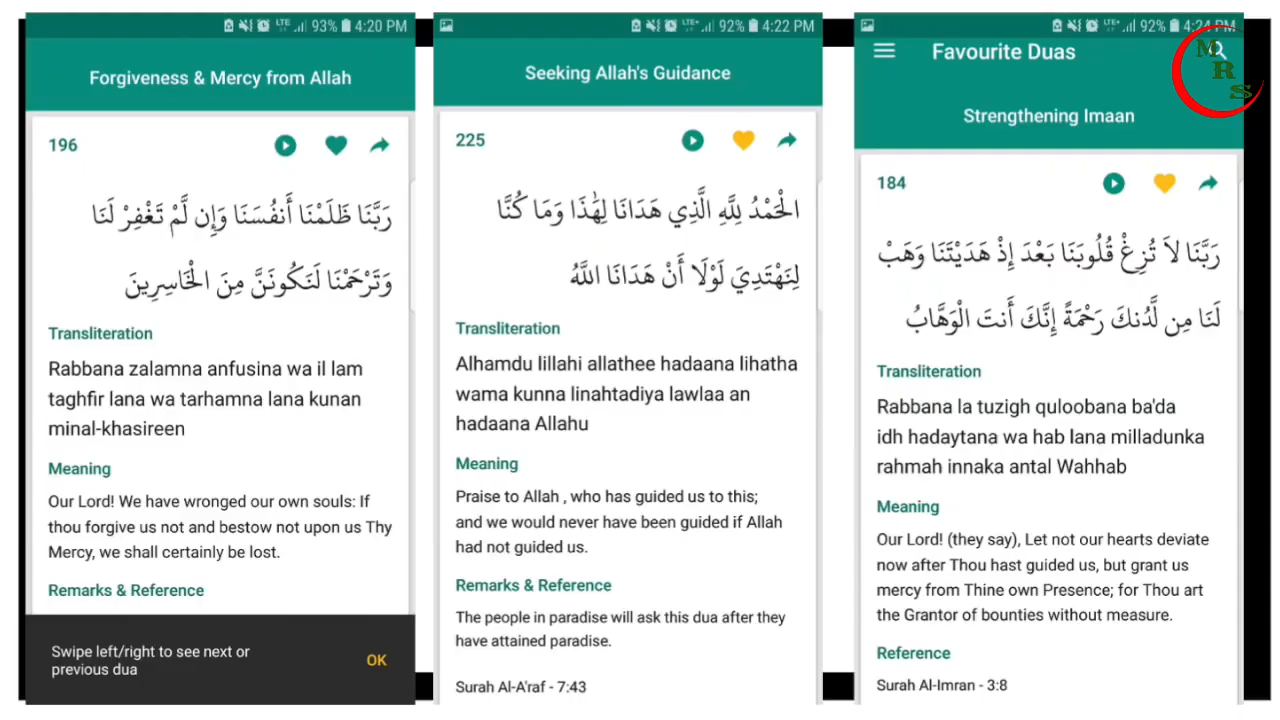 LTE 93% 4:20 PM
Forgiveness & Mercy from Allah
196
رَبَّنَا ظَلَمْنَا أَنفُسَنَا وَإِن لَّمْ تَغْفِرْ لَنَا
وَتَرْحَمْنَا لَنَكُونَنَّ مِنَ الْخَاسِرِينَ
Transliteration
Rabbana zalamna anfusina wa il lam
taghfir lana wa tarhamna lana kunan
minal-khasireen
Meaning
Our Lord! We have wronged our own souls: If
thou forgive us not and bestow not upon us Thy
Mercy, we shall certainly be lost.
Remarks & Reference
Swipe left/right to see next or
previous dua
OK
LTE+ 92% 4:22 PM
Seeking Allah's Guidance
225
الْحَمْدُ لِلَّهِ الَّذِي هَدَانَا لِهَٰذَا وَمَا كُنَّا
لِنَهْتَدِيَ لَوْلَا أَنْ هَدَانَا اللَّهُ
Transliteration
Alhamdu lillahi allathee hadaana lihatha
wama kunna linahtadiya lawlaa an
hadaana Allahu
Meaning
Praise to Allah , who has guided us to this;
and we would never have been guided if Allah
had not guided us.
Remarks & Reference
The people in paradise will ask this dua after they
have attained paradise.
Surah Al-A'raf - 7:43
LTE+ 92% 4:24 PM
Favourite Duas
MRS
Strengthening Imaan
184
رَبَّنَا لاَ تُزِغْ قُلُوبَنَا بَعْدَ إِذْ هَدَيْتَنَا وَهَبْ
لَنَا مِن لَّدُنكَ رَحْمَةً إِنَّكَ أَنتَ الْوَهَّابُ
Transliteration
Rabbana la tuzigh quloobana ba'da
idh hadaytana wa hab lana milladunka
rahmah innaka antal Wahhab
Meaning
Our Lord! (they say), Let not our hearts deviate
now after Thou hast guided us, but grant us
mercy from Thine own Presence; for Thou art
the Grantor of bounties without measure.
Reference
Surah Al-Imran - 3:8